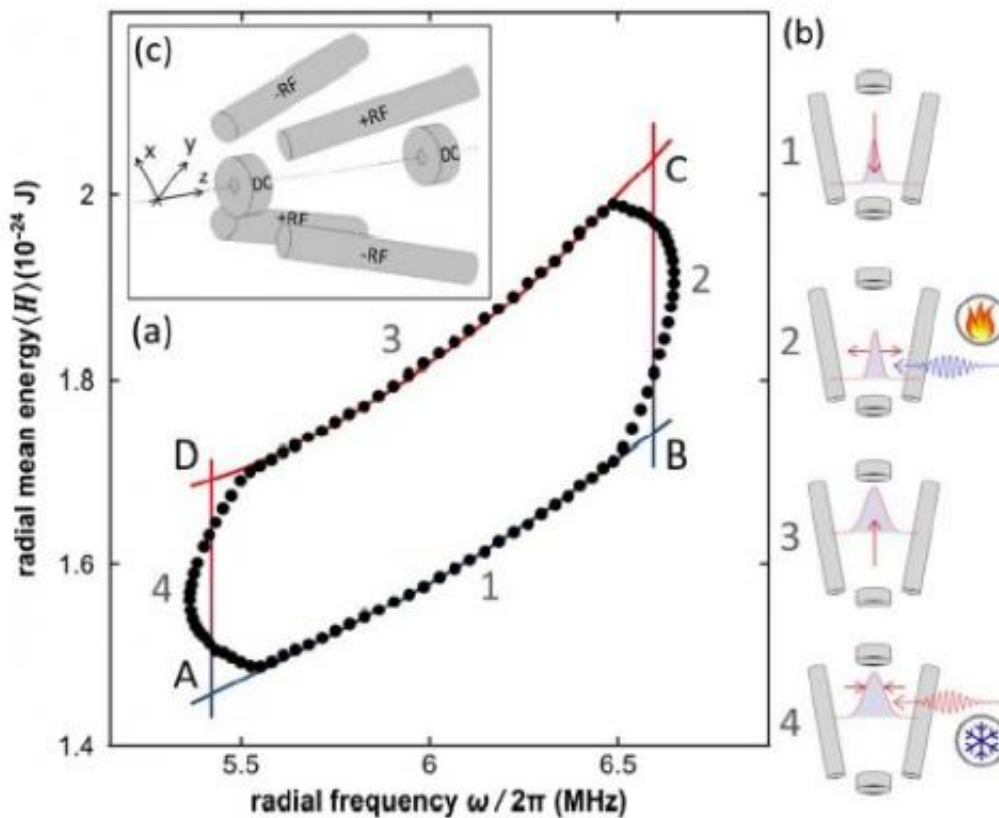 (c)
-RF
+RF
x
y
z
DC
DC
+RF
-RF
(b)
1
2
3
4
(a)
radial mean energy⟨H⟩(10⁻²⁴ J)
2
1.8
1.6
1.4
C
2
3
D
B
1
4
A
5.5
6
6.5
radial frequency ω/2π (MHz)